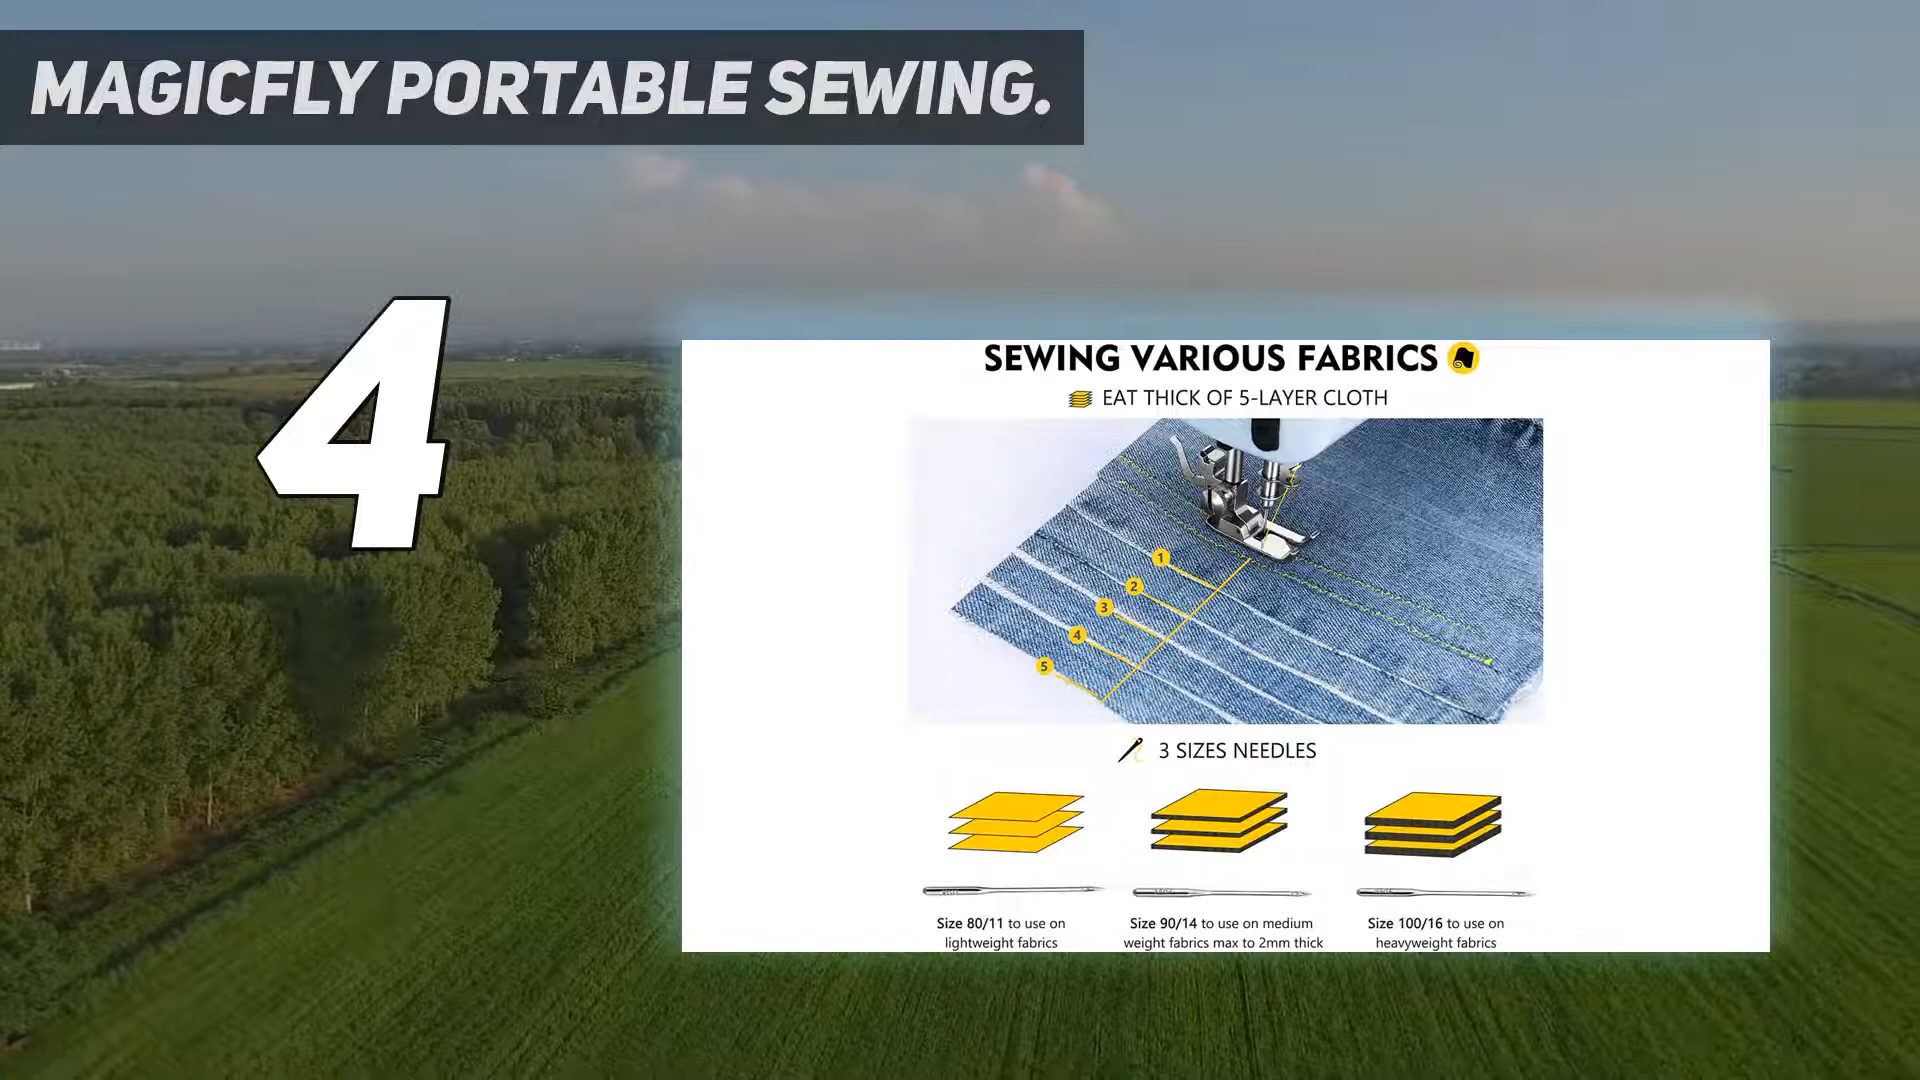 MAGICFLY PORTABLE SEWING.
4
SEWING VARIOUS FABRICS
EAT THICK OF 5-LAYER CLOTH
1
2
3
4
5
3 SIZES NEEDLES
Size 80/11 to use on
lightweight fabrics
Size 90/14 to use on medium
weight fabrics max to 2mm thick
Size 100/16 to use on
heavyweight fabrics